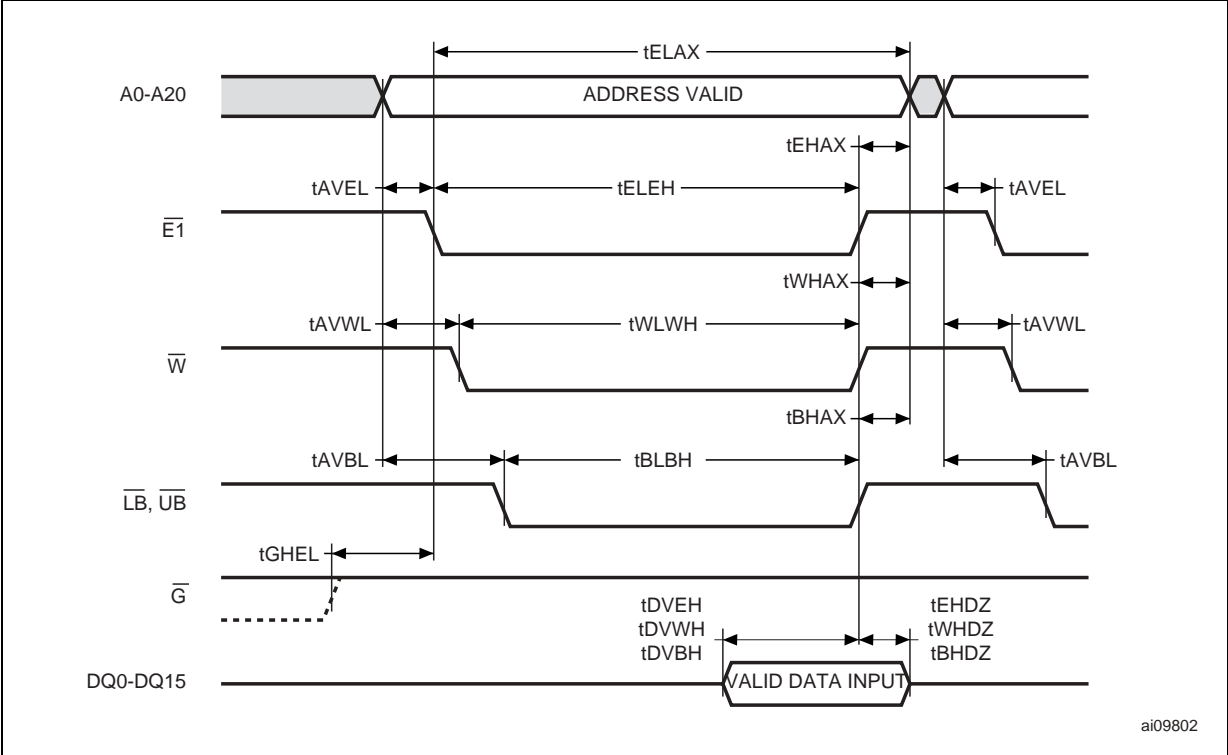 tELAX
A0-A20 ADDRESS VALID
tEHAX
tAVEL tELEH tAVEL
E1
tWHAX
tAVWL tWLWH tAVWL
W
tBHAX
tAVBL tBLBH tAVBL
LB, UB
tGHEL
G
tDVEH tEHDZ
tDVWH tWHDZ
tDVBH tBHDZ
DQ0-DQ15 VALID DATA INPUT
ai09802